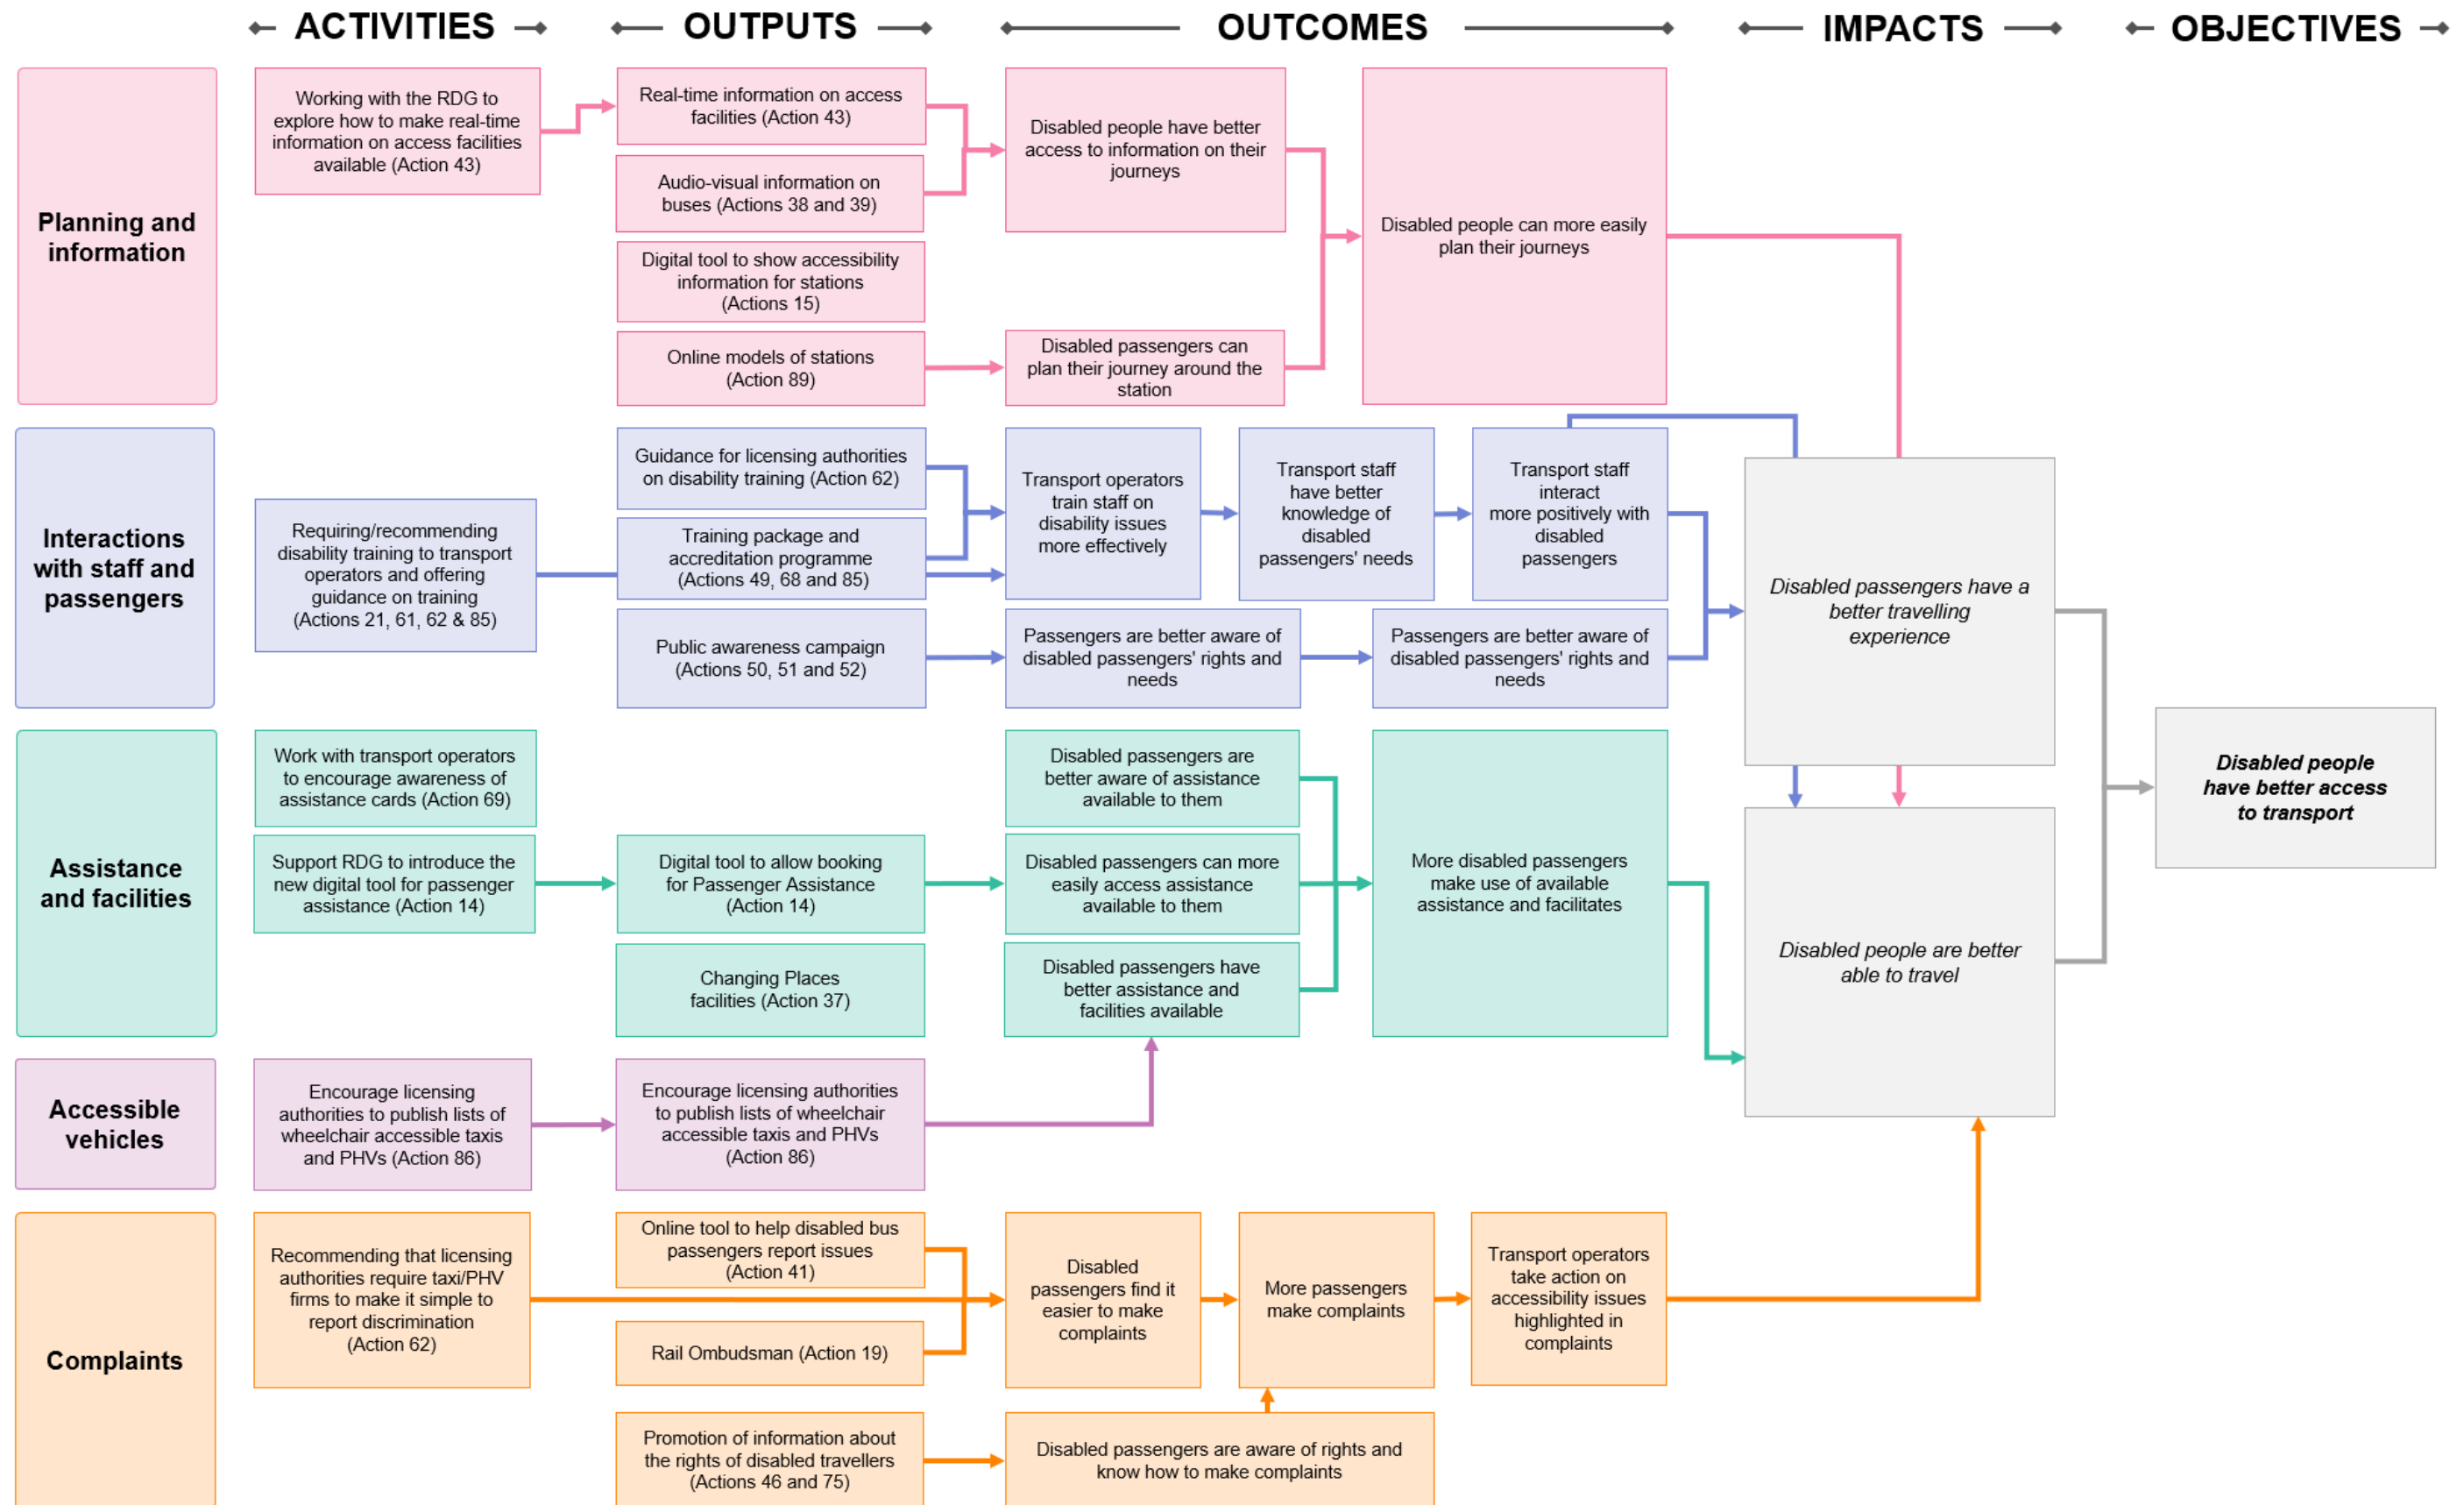 ACTIVITIES
OUTPUTS
OUTCOMES
IMPACTS
OBJECTIVES
Planning and
information
Working with the RDG to
explore how to make real-time
information on access facilities
available (Action 43)
Real-time information on access
facilities (Action 43)
Audio-visual information on
buses (Actions 38 and 39)
Digital tool to show accessibility
information for stations
(Actions 15)
Online models of stations
(Action 89)
Disabled people have better
access to information on their
journeys
Disabled passengers can
plan their journey around the
station
Disabled people can more easily
plan their journeys
Interactions
with staff and
passengers
Requiring/recommending
disability training to transport
operators and offering
guidance on training
(Actions 21, 61, 62 & 85)
Guidance for licensing authorities
on disability training (Action 62)
Training package and
accreditation programme
(Actions 49, 68 and 85)
Public awareness campaign
(Actions 50, 51 and 52)
Transport operators
train staff on
disability issues
more effectively
Transport staff
have better
knowledge of
disabled
passengers' needs
Transport staff
interact
more positively with
disabled
passengers
Passengers are better aware of
disabled passengers' rights and
needs
Passengers are better aware of
disabled passengers' rights and
needs
Disabled passengers have a
better travelling
experience
Assistance
and facilities
Work with transport operators
to encourage awareness of
assistance cards (Action 69)
Support RDG to introduce the
new digital tool for passenger
assistance (Action 14)
Digital tool to allow booking
for Passenger Assistance
(Action 14)
Changing Places
facilities (Action 37)
Disabled passengers are
better aware of assistance
available to them
Disabled passengers can more
easily access assistance
available to them
Disabled passengers have
better assistance and
facilities available
More disabled passengers
make use of available
assistance and facilitates
Disabled people are better
able to travel
Disabled people
have better access
to transport
Accessible
vehicles
Encourage licensing
authorities to publish lists of
wheelchair accessible taxis
and PHVs (Action 86)
Encourage licensing authorities
to publish lists of wheelchair
accessible taxis and PHVs
(Action 86)
Complaints
Recommending that licensing
authorities require taxi/PHV
firms to make it simple to
report discrimination
(Action 62)
Online tool to help disabled bus
passengers report issues
(Action 41)
Rail Ombudsman (Action 19)
Promotion of information about
the rights of disabled travellers
(Actions 46 and 75)
Disabled
passengers find it
easier to make
complaints
More passengers
make complaints
Transport operators
take action on
accessibility issues
highlighted in
complaints
Disabled passengers are aware of rights and
know how to make complaints